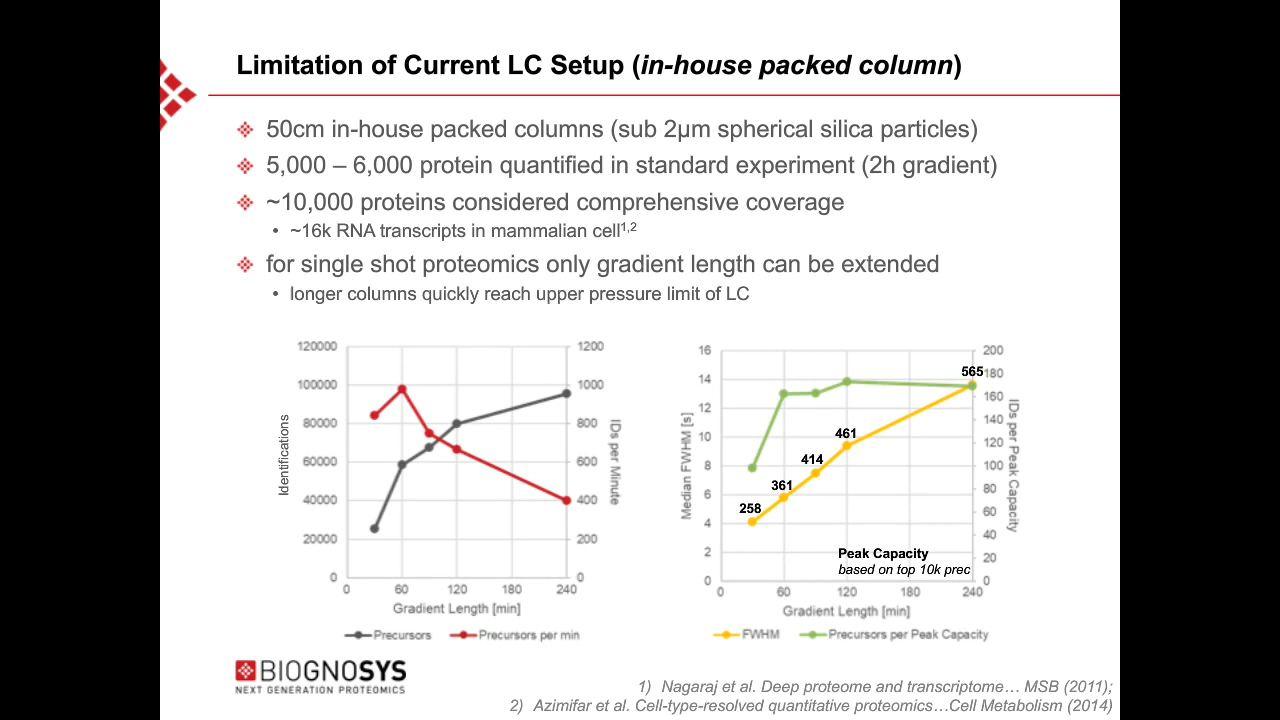 Limitation of Current LC Setup (in-house packed column)
50cm in-house packed columns (sub 2μm spherical silica particles)
5,000 – 6,000 protein quantified in standard experiment (2h gradient)
~10,000 proteins considered comprehensive coverage
• ~16k RNA transcripts in mammalian cell1,2
for single shot proteomics only gradient length can be extended
• longer columns quickly reach upper pressure limit of LC
120000
100000
80000
60000
40000
20000
0
Identifications
1200
1000
800
600
400
200
0
IDs per Minute
0 60 120 180 240
Gradient Length [min]
Precursors Precursors per min
16
14
12
10
8
6
4
2
0
Median FWHM [s]
200
180
160
140
120
100
80
60
40
20
0
IDs per Peak Capacity
258
361
414
461
565
Peak Capacity
based on top 10k prec
0 60 120 180 240
Gradient Length [min]
FWHM Precursors per Peak Capacity
BIOGNOSYS
NEXT GENERATION PROTEOMICS
1) Nagaraj et al. Deep proteome and transcriptome… MSB (2011);
2) Azimifar et al. Cell-type-resolved quantitative proteomics…Cell Metabolism (2014)